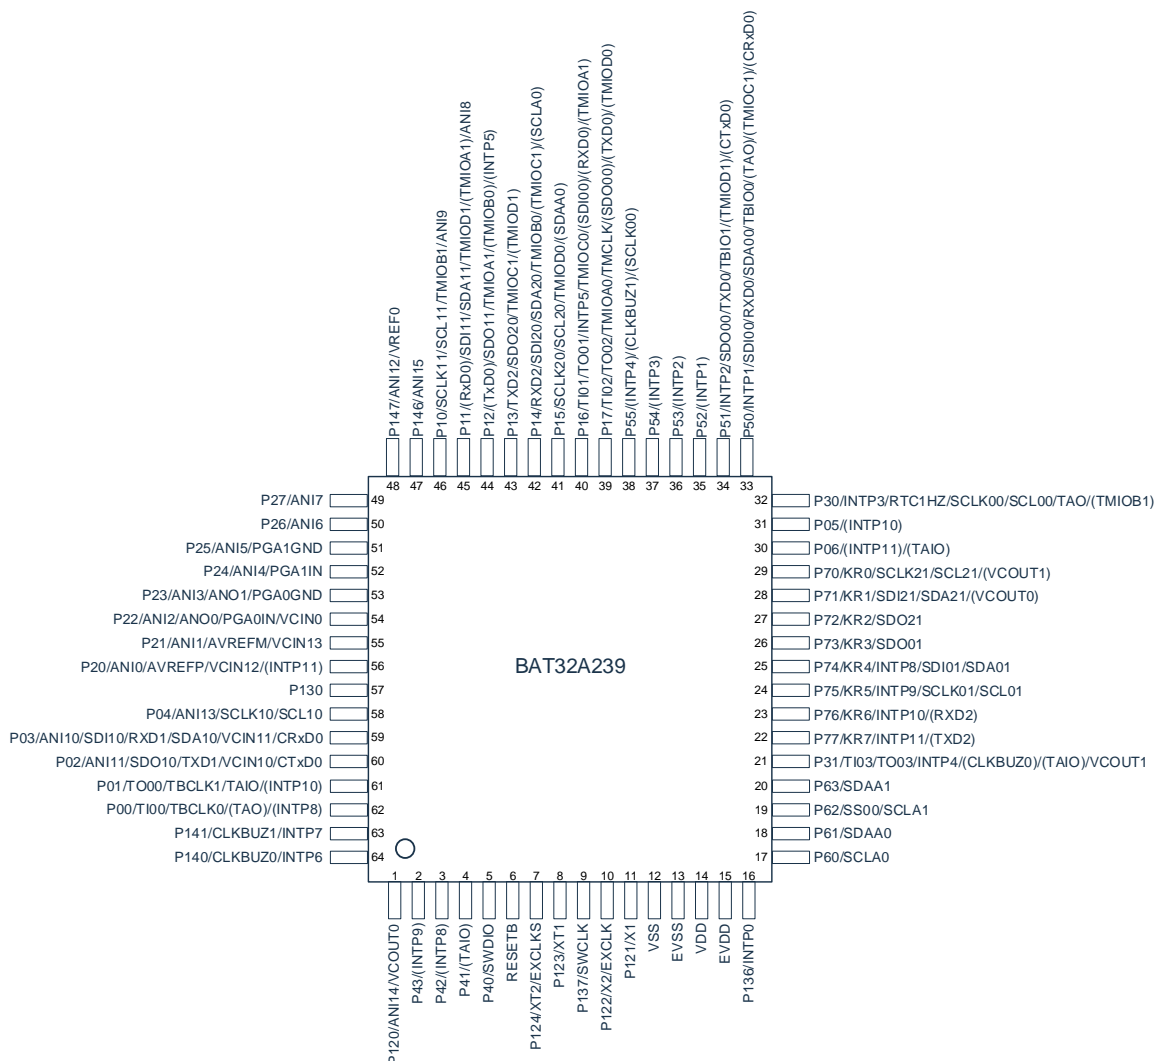 P147/ANI12/VREF0
P146/ANI15
P10/SCLK11/SCL11/TMIOB1/ANI9
P11/(RxD0)/SDI11/SDA11/TMIOD1/(TMIOA1)/ANI8
P12/(TxD0)/SDO11/TMIOA1/(TMIOB0)/(INTP5)
P13/TXD2/SDO20/TMIOC1/(TMIOD1)
P14/RXD2/SDI20/SDA20/TMIOB0/(TMIOC1)/(SCLA0)
P15/SCLK20/SCL20/TMIOD0/(SDAA0)
P16/TI01/TO01/INTP5/TMIOC0/(SDI00)/(RXD0)/(TMIOA1)
P17/TI02/TO02/TMIOA0/TMCLK/(SDO00)/(TXD0)/(TMIOD0)
P55/(INTP4)/(CLKBUZ1)/(SCLK00)
P54/(INTP3)
P53/(INTP2)
P52/(INTP1)
P51/INTP2/SDO00/TXD0/TBIO1/(TMIOD1)/(CTxD0)
P50/INTP1/SDI00/RXD0/SDA00/TBIO0/(TAO)/(TMIOC1)/(CRxD0)
48 47 46 45 44 43 42 41 40 39 38 37 36 35 34 33
P27/ANI7 49
P26/ANI6 50
P25/ANI5/PGA1GND 51
P24/ANI4/PGA1IN 52
P23/ANI3/ANO1/PGA0GND 53
P22/ANI2/ANO0/PGA0IN/VCIN0 54
P21/ANI1/AVREFM/VCIN13 55
P20/ANI0/AVREFP/VCIN12/(INTP11) 56
P130 57
P04/ANI13/SCLK10/SCL10 58
P03/ANI10/SDI10/RXD1/SDA10/VCIN11/CRxD0 59
P02/ANI11/SDO10/TXD1/VCIN10/CTxD0 60
P01/TO00/TBCLK1/TAIO/(INTP10) 61
P00/TI00/TBCLK0/(TAO)/(INTP8) 62
P141/CLKBUZ1/INTP7 63
P140/CLKBUZ0/INTP6 64
BAT32A239
32 P30/INTP3/RTC1HZ/SCLK00/SCL00/TAO/(TMIOB1)
31 P05/(INTP10)
30 P06/(INTP11)/(TAIO)
29 P70/KR0/SCLK21/SCL21/(VCOUT1)
28 P71/KR1/SDI21/SDA21/(VCOUT0)
27 P72/KR2/SDO21
26 P73/KR3/SDO01
25 P74/KR4/INTP8/SDI01/SDA01
24 P75/KR5/INTP9/SCLK01/SCL01
23 P76/KR6/INTP10/(RXD2)
22 P77/KR7/INTP11/(TXD2)
21 P31/TI03/TO03/INTP4/(CLKBUZ0)/(TAIO)/VCOUT1
20 P63/SDAA1
19 P62/SS00/SCLA1
18 P61/SDAA0
17 P60/SCLA0
1 2 3 4 5 6 7 8 9 10 11 12 13 14 15 16
P120/ANI14/VCOUT0
P43/(INTP9)
P42/(INTP8)
P41/(TAIO)
P40/SWDIO
RESETB
P124/XT2/EXCLKS
P123/XT1
P137/SWCLK
P122/X2/EXCLK
P121/X1
VSS
EVSS
VDD
EVDD
P136/INTP0